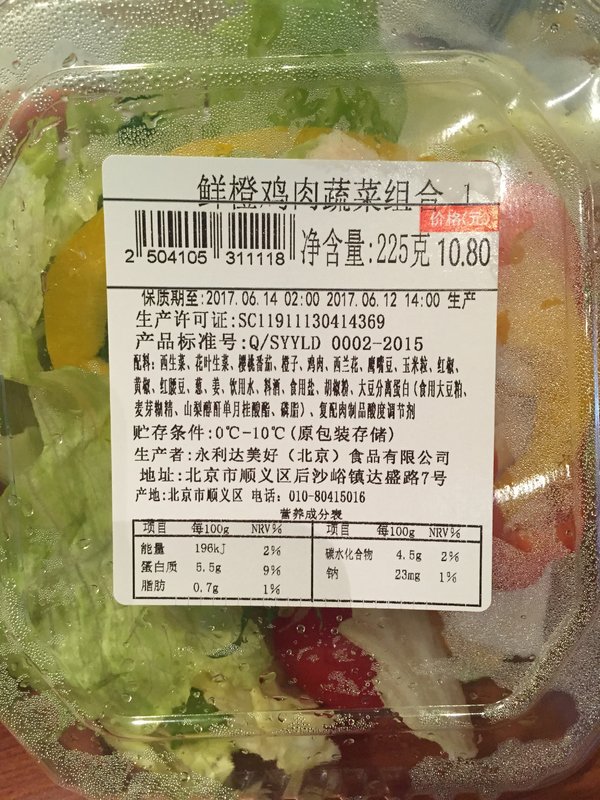 鲜橙鸡肉蔬菜组合 1
价格(元)
2 504105 311118 净含量:225克 10.80
保质期至:2017.06.14 02:00 2017.06.12 14:00 生产
生产许可证:SC11911130414369
产品标准号:Q/SYYLD 0002-2015
配料:西生菜、花叶生菜、樱桃番茄、橙子、鸡肉、西兰花、鹰嘴豆、玉米粒、红椒、
黄椒、红腰豆、葱、姜、饮用水、料酒、食用盐、胡椒粉、大豆分离蛋白(食用大豆粕、
麦芽糊精、山梨醇酐单月桂酸酯、磷脂)、复配肉制品酸度调节剂
贮存条件:0℃-10℃(原包装存储)
生产者:永利达美好(北京)食品有限公司
地址:北京市顺义区后沙峪镇达盛路7号
产地:北京市顺义区 电话: 010-80415016
营养成分表
项目 每100g NRV% 项目 每100g NRV%
能量 196kJ 2% 碳水化合物 4.5g 2%
蛋白质 5.5g 9% 钠 23mg 1%
脂肪 0.7g 1%